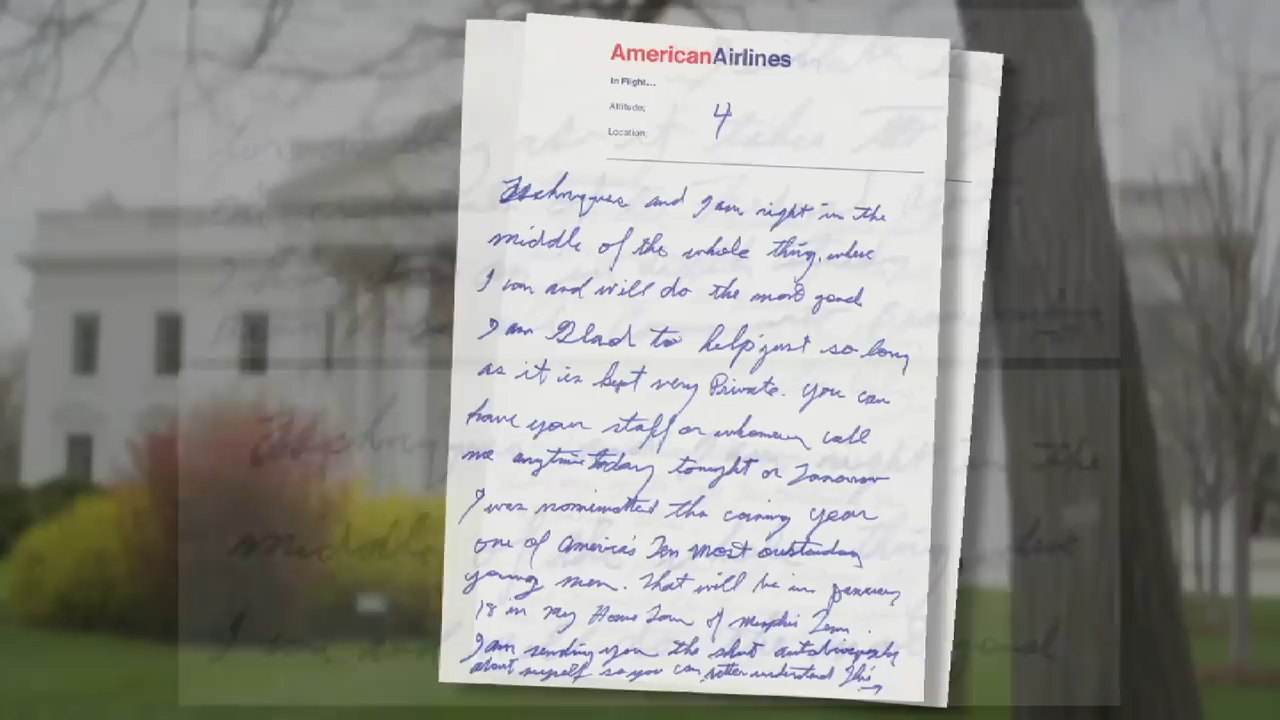 AmericanAirlines
In Flight...
Altitude;
Location;
4
Techniques and I am right in the
middle of the whole thing, where
I can and will do the most good
I am Glad to help just so long
as it is kept very Private. You can
have your staff or whomever call
me anytime today tonight or Tomorrow
I was nominated the coming year
one of America's Ten most outstanding
young men. That will be in January
18 in my Home Town of Memphis Tenn.
I am sending you the short autobiography
about myself so you can better understand this